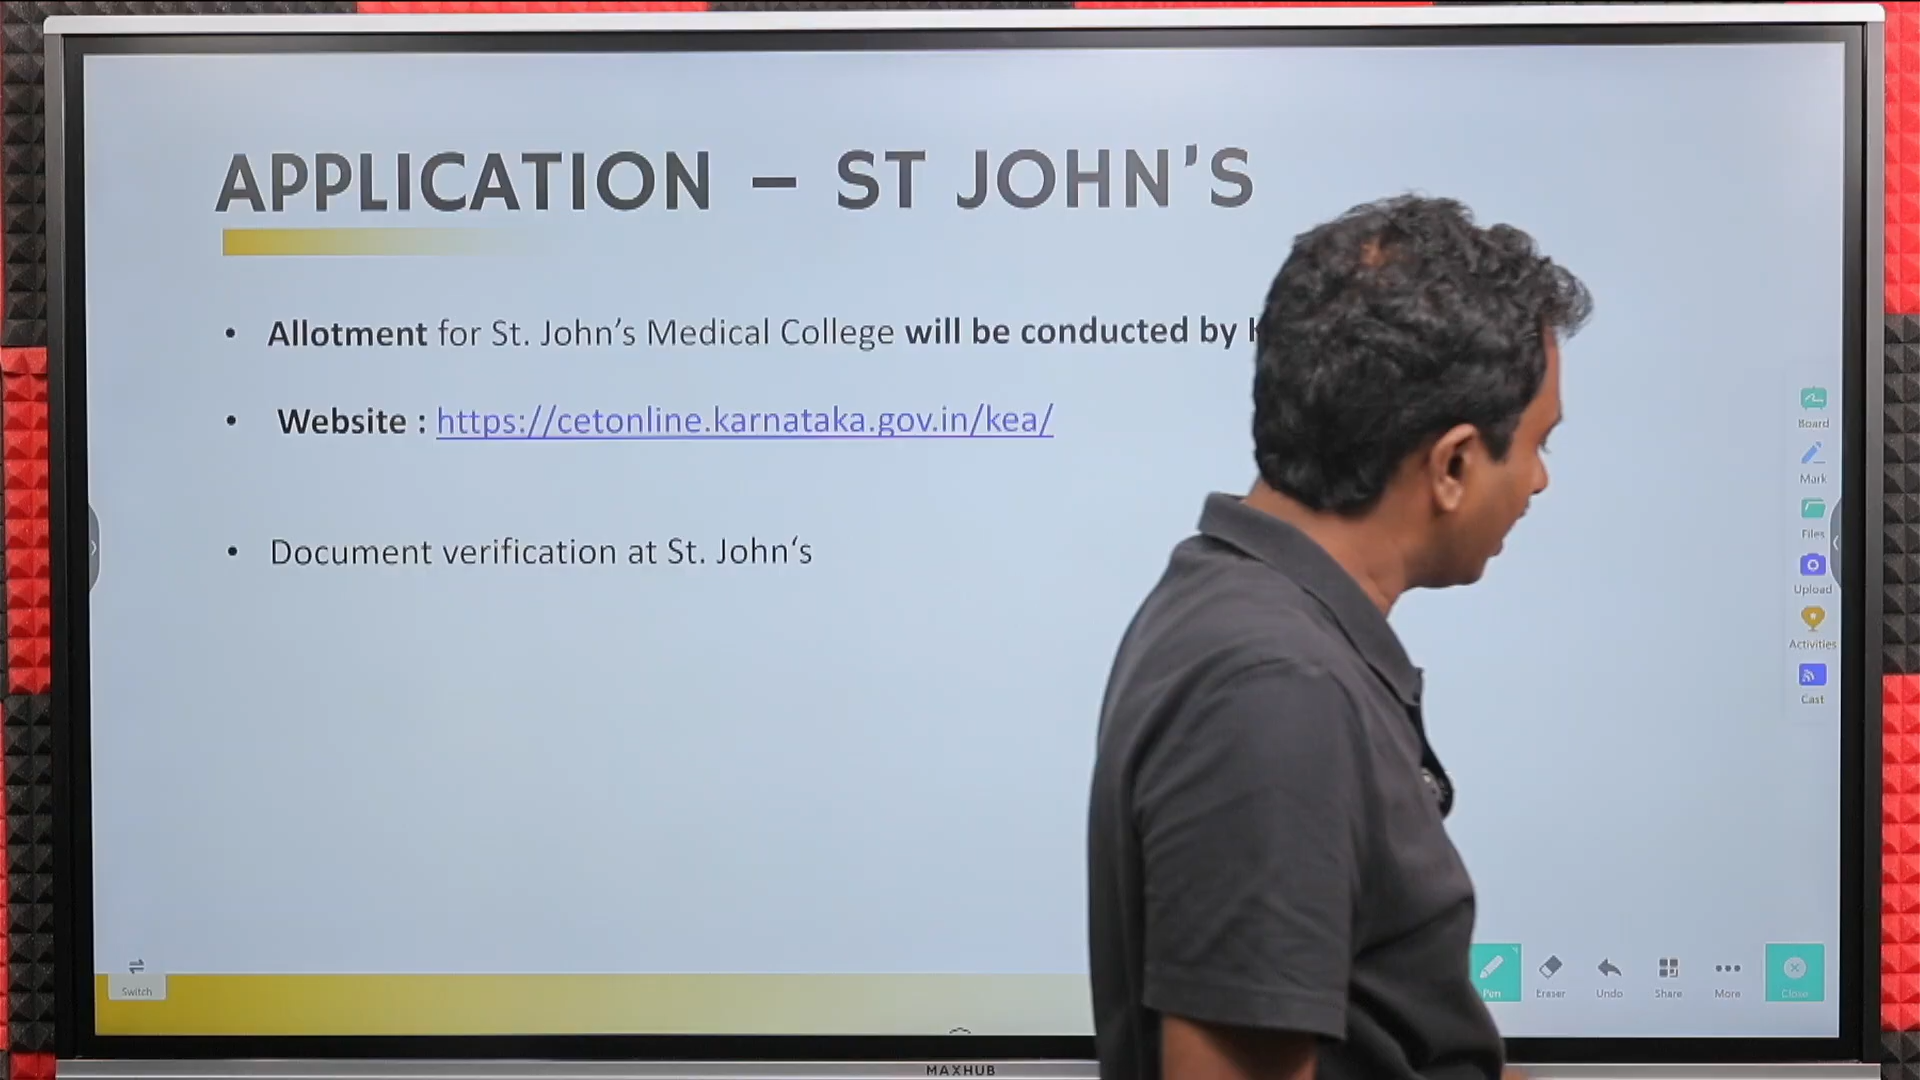 APPLICATION – ST JOHN’S
• Allotment for St. John’s Medical College will be conducted by
• Website : https://cetonline.karnataka.gov.in/kea/
• Document verification at St. John‘s
Board
Mark
Files
Upload
Activities
Cast
Switch
Pen
Eraser
Undo
Share
More
Close
MAXHUB